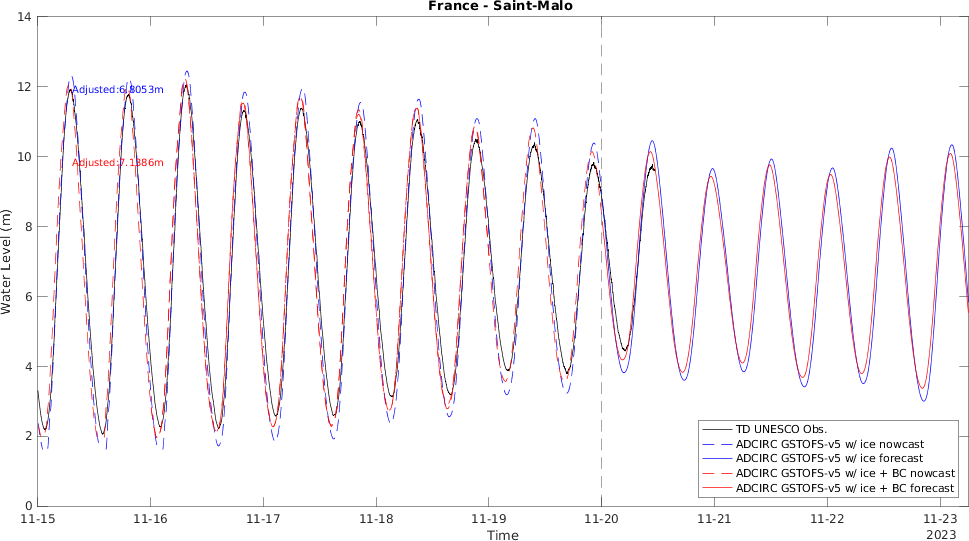 France - Saint-Malo
Water Level (m)
14
12
10
8
6
4
2
0
Adjusted:6.8053m
Adjusted:7.1386m
TD UNESCO Obs.
ADCIRC GSTOFS-v5 w/ ice nowcast
ADCIRC GSTOFS-v5 w/ ice forecast
ADCIRC GSTOFS-v5 w/ ice + BC nowcast
ADCIRC GSTOFS-v5 w/ ice + BC forecast
11-15 11-16 11-17 11-18 11-19 11-20 11-21 11-22 11-23
Time
2023